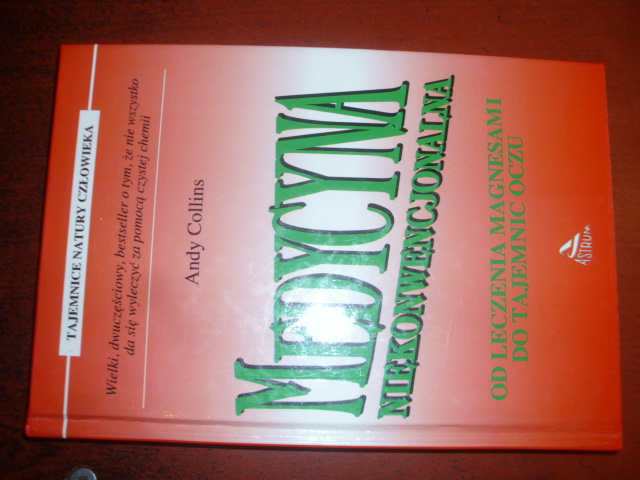 TAJEMNICE NATURY CZŁOWIEKA
Wielki, dwuczęściowy, bestseller o tym, że nie wszystko
da się wyleczyć za pomocą czystej chemii
Andy Collins
MEDYCYNA
NIEKONWENCJONALNA
OD LECZENIA MAGNESAMI
DO TAJEMNIC OCZU
ASTRUM